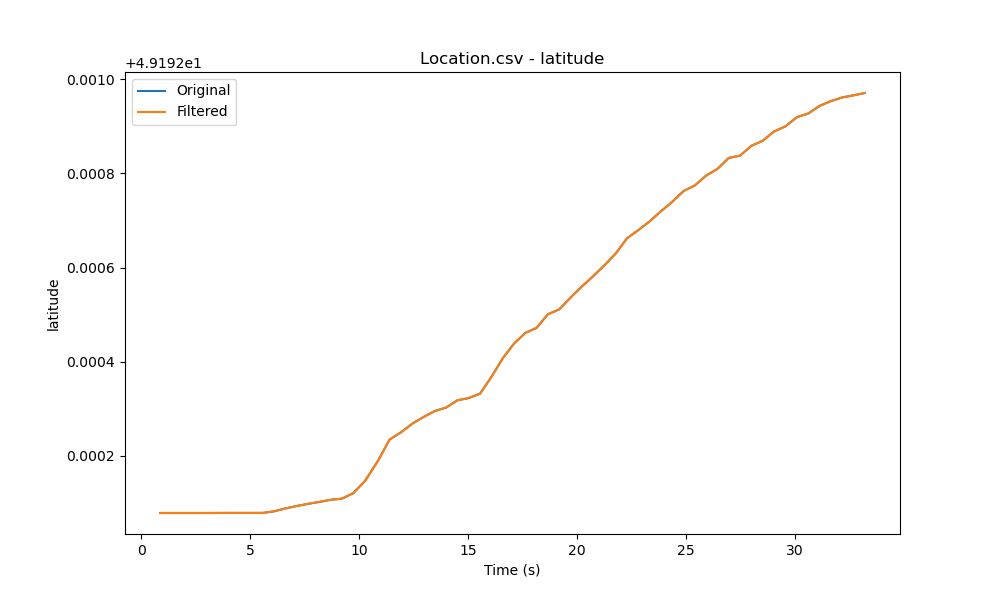 Location.csv - latitude
+4.9192e1
Original
Filtered
0.0010
0.0008
0.0006
0.0004
0.0002
latitude
0 5 10 15 20 25 30
Time (s)